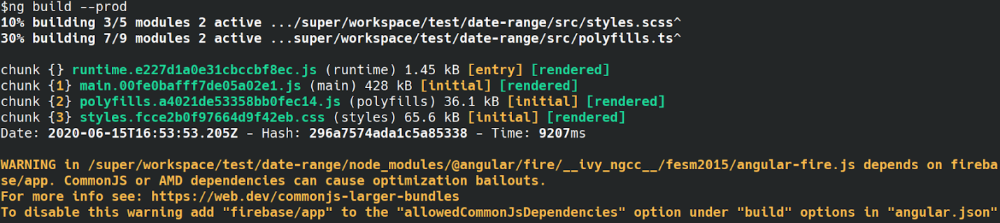 $ng build --prod
10% building 3/5 modules 2 active .../super/workspace/test/date-range/src/styles.scss^
30% building 7/9 modules 2 active ...super/workspace/test/date-range/src/polyfills.ts^
chunk {} runtime.e227d1a0e31cbccbf8ec.js (runtime) 1.45 kB [entry] [rendered]
chunk {1} main.00fe0bafff7de05a02e1.js (main) 428 kB [initial] [rendered]
chunk {2} polyfills.a4021de53358bb0fec14.js (polyfills) 36.1 kB [initial] [rendered]
chunk {3} styles.fcce2b0f97664d9f42eb.css (styles) 65.6 kB [initial] [rendered]
Date: 2020-06-15T16:53:53.205Z - Hash: 296a7574ada1c5a85338 - Time: 9207ms
WARNING in /super/workspace/test/date-range/node_modules/@angular/fire/__ivy_ngcc__/fesm2015/angular-fire.js depends on fireba
se/app. CommonJS or AMD dependencies can cause optimization bailouts.
For more info see: https://web.dev/commonjs-larger-bundles
To disable this warning add "firebase/app" to the "allowedCommonJsDependencies" option under "build" options in "angular.json"